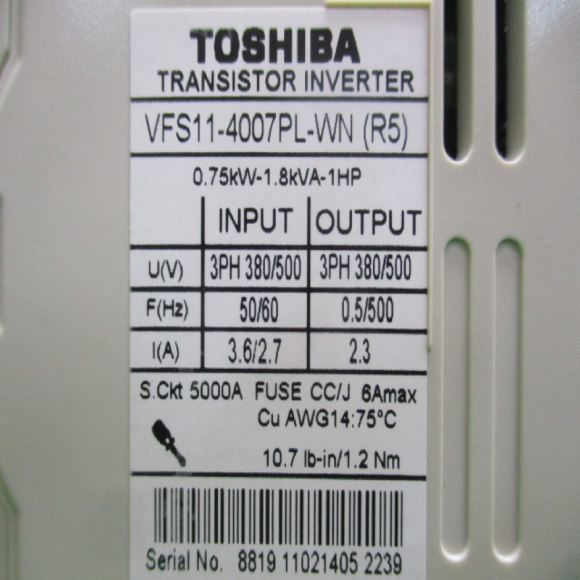 TOSHIBA
TRANSISTOR INVERTER
VFS11-4007PL-WN (R5)
0.75kW-1.8kVA-1HP
INPUT OUTPUT
U(V) 3PH 380/500 3PH 380/500
F(Hz) 50/60 0.5/500
I(A) 3.6/2.7 2.3
S.Ckt 5000A FUSE CC/J 6Amax
Cu AWG14:75°C
10.7 lb-in/1.2 Nm
Serial No. 8819 11021405 2239